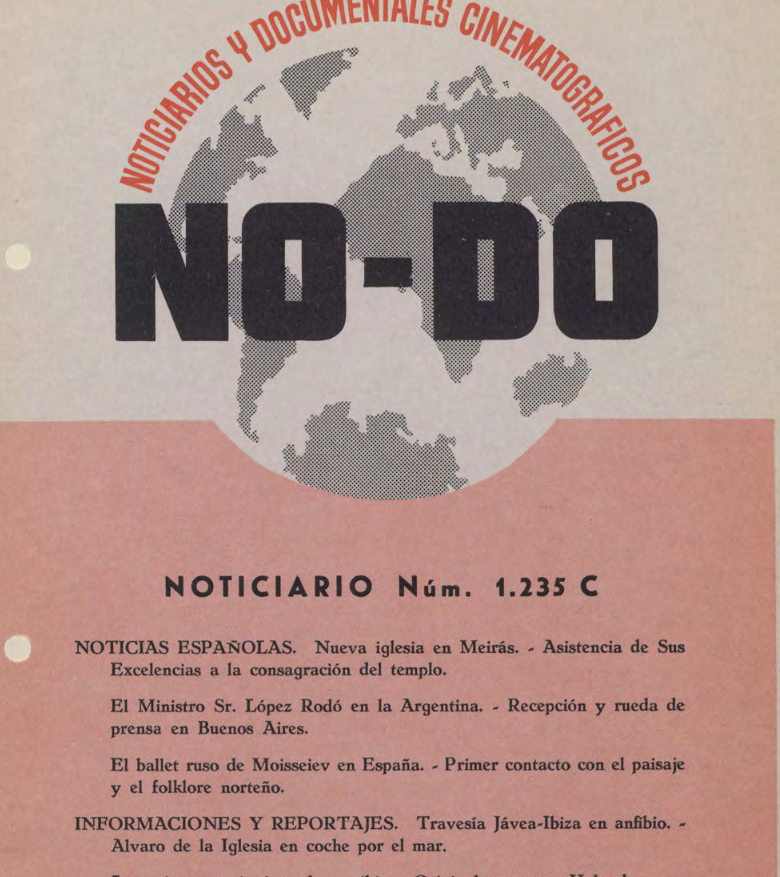 NOTICIARIOS Y DOCUMENTALES CINEMATOGRAFICOS
NO-DO
NOTICIARIO Núm. 1.235 C
NOTICIAS ESPAÑOLAS. Nueva iglesia en Meirás. - Asistencia de Sus
Excelencias a la consagración del templo.
El Ministro Sr. López Rodó en la Argentina. - Recepción y rueda de
prensa en Buenos Aires.
El ballet ruso de Moisseiev en España. - Primer contacto con el paisaje
y el folklore norteño.
INFORMACIONES Y REPORTAJES. Travesía Jávea-Ibiza en anfibio. -
Alvaro de la Iglesia en coche por el mar.